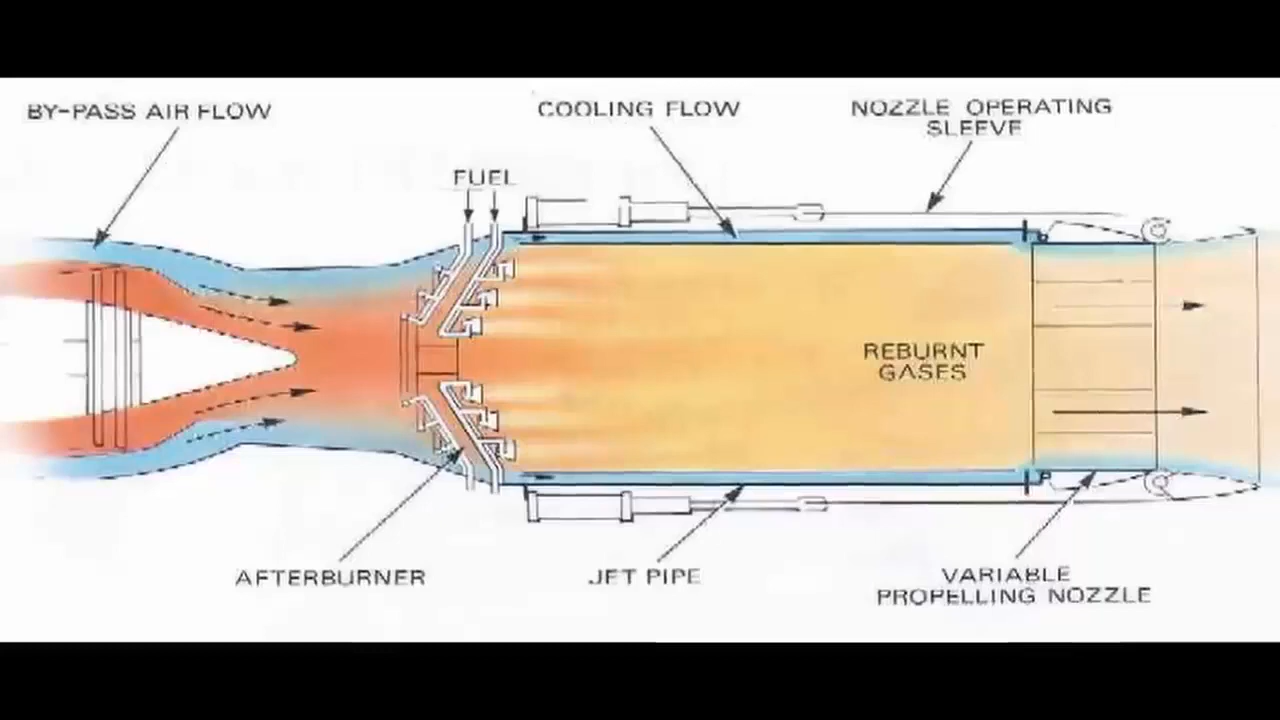 BY-PASS AIR FLOW
COOLING FLOW
NOZZLE OPERATING
SLEEVE
FUEL
REBURNT
GASES
AFTERBURNER
JET PIPE
VARIABLE
PROPELLING NOZZLE